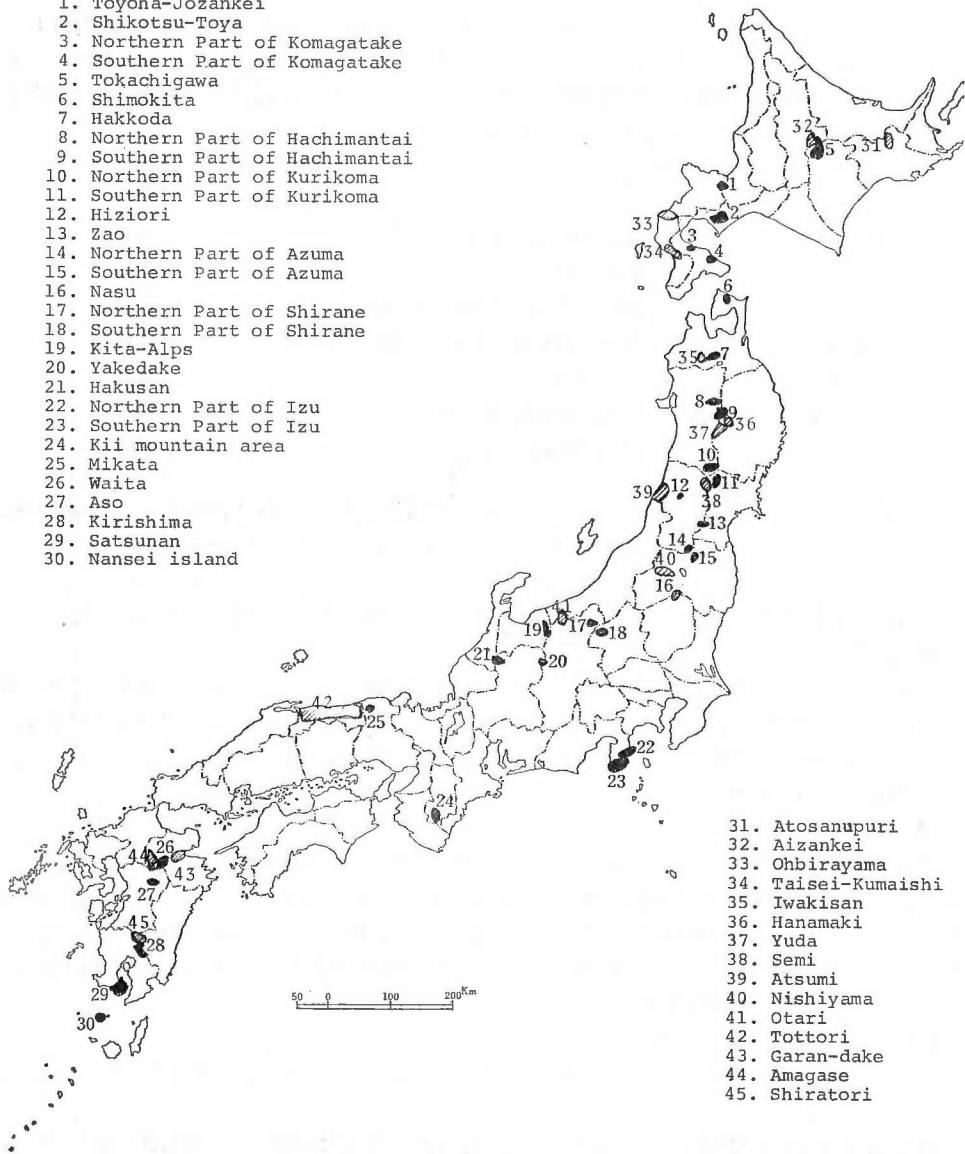 1. Toyoha-Jozankei
2. Shikotsu-Toya
3. Northern Part of Komagatake
4. Southern Part of Komagatake
5. Tokachigawa
6. Shimokita
7. Hakkoda
8. Northern Part of Hachimantai
9. Southern Part of Hachimantai
10. Northern Part of Kurikoma
11. Southern Part of Kurikoma
12. Hiziori
13. Zao
14. Northern Part of Azuma
15. Southern Part of Azuma
16. Nasu
17. Northern Part of Shirane
18. Southern Part of Shirane
19. Kita-Alps
20. Yakedake
21. Hakusan
22. Northern Part of Izu
23. Southern Part of Izu
24. Kii mountain area
25. Mikata
26. Waita
27. Aso
28. Kirishima
29. Satsunan
30. Nansei island
32
5
31
1
2
33
3
34
4
6
35
7
8
9
36
37
10
11
38
39
12
13
14
15
40
16
41
17
18
19
20
21
42
25
22
23
24
44
26
43
27
45
28
29
30
50 0 100 200Km
31. Atosanupuri
32. Aizankei
33. Ohbirayama
34. Taisei-Kumaishi
35. Iwakisan
36. Hanamaki
37. Yuda
38. Semi
39. Atsumi
40. Nishiyama
41. Otari
42. Tottori
43. Garan-dake
44. Amagase
45. Shiratori